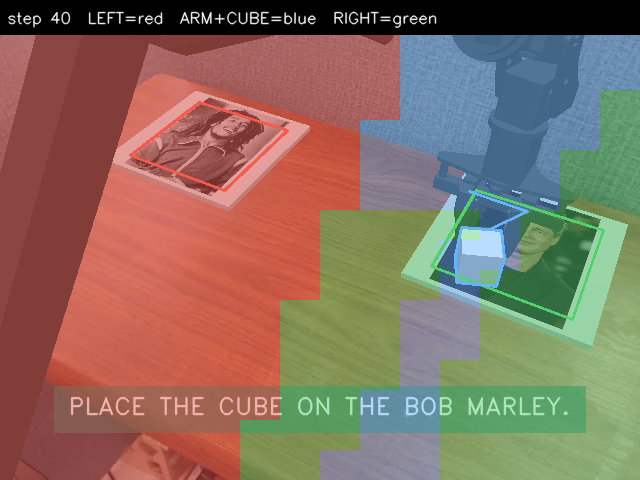 step 40 LEFT=red ARM+CUBE=blue RIGHT=green
PLACE THE CUBE ON THE BOB MARLEY.